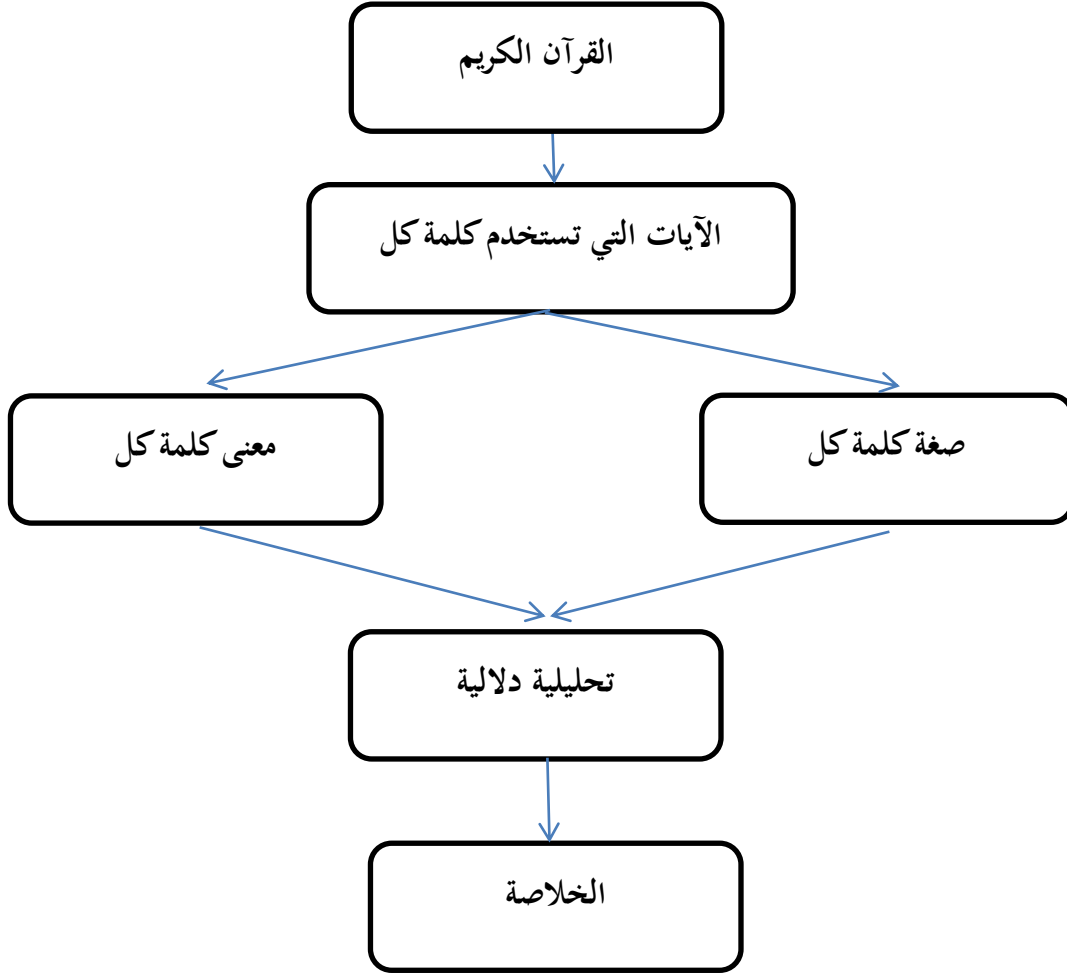 القرآن الكريم
الآيات التي تستخدم كلمة كل
صغة كلمة كل
معنى كلمة كل
تحليلية دلالية
الخلاصة